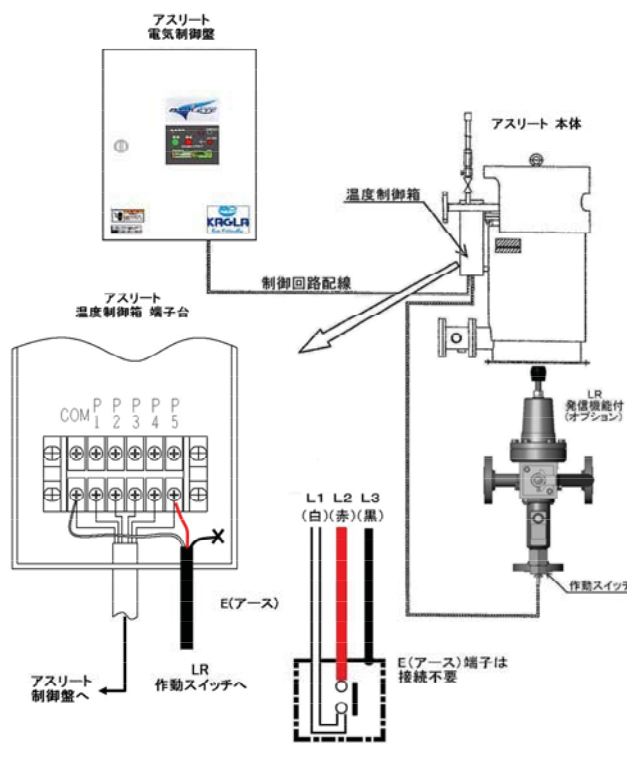 アスリート
電気制御盤
KAGLA
アスリート 本体
温度制御箱
制御回路配線
アスリート
温度制御箱 端子台
COM
P1
P2
P3
P4
P5
LR
発信機能付
(オプション)
作動スイッチ
L1 L2 L3
(白)(赤)(黒)
E(アース)
LR
作動スイッチへ
アスリート
制御盤へ
E(アース)端子は
接続不要